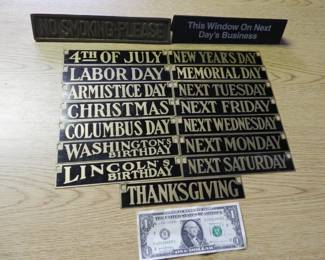 NO SMOKING PLEASE
This Window On Next
Day's Business
4TH OF JULY
NEW YEAR'S DAY
LABOR DAY
MEMORIAL DAY
ARMISTICE DAY
NEXT TUESDAY
CHRISTMAS
NEXT FRIDAY
COLUMBUS DAY
NEXT WEDNESDAY
WASHINGTON'S
BIRTHDAY
NEXT MONDAY
LINCOLN'S
BIRTHDAY
NEXT SATURDAY
THANKSGIVING